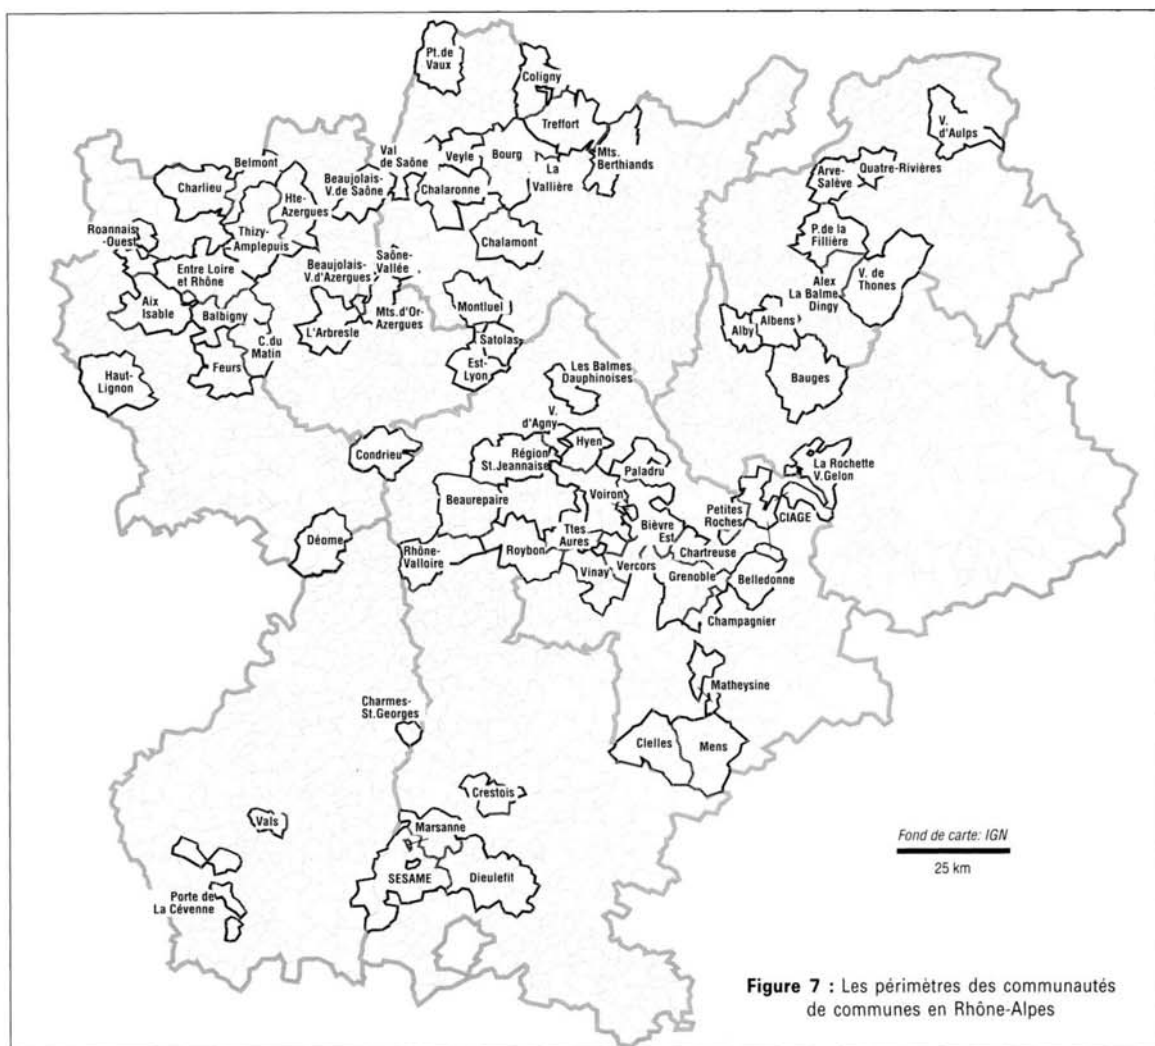 Pt. de
Vaux
Coligny
Treffort
V.
d'Aulps
Belmont
Val
de Saône
Veyle
Bourg
Mts.
Berthiands
La
Vallière
Charlieu
Beaujolais-
V. de Saône
Chalaronne
Arve-
Salève
Quatre-Rivières
Hte-
Azergues
Roannais
-Ouest
Thizy-
Amplepuis
Chalamont
P. de la
Fillière
Entre Loire
et Rhône
Beaujolais-
V. d'Azergues
Saône-
Vallée
V. de
Thones
Alex
La Balme
Dingy
Aix
Isable
Balbigny
L'Arbresle
Mts. d'Or-
Azergues
Montluel
Alby
Albens
C. du
Matin
Satolas
Feurs
Est-
Lyon
Haut-
Lignon
Les Balmes
Dauphinoises
Bauges
V.
d'Agny
Hyen
Condrieu
Région
St.Jeannaise
Paladru
La Rochette
V.Gelon
Beaurepaire
Voiron
Petites
Roches
CIAGE
Bièvre
Est
Déome
Ttes
Aures
Rhône-
Valloire
Roybon
Chartreuse
Vinay
Vercors
Grenoble
Belledonne
Champagnier
Matheysine
Charmes-
St.Georges
Clelles
Mens
Crestois
Vals
Marsanne
SESAME
Dieulefit
Porte de
La Cévenne
Fond de carte: IGN
25 km
Figure 7 : Les périmètres des communautés
de communes en Rhône-Alpes